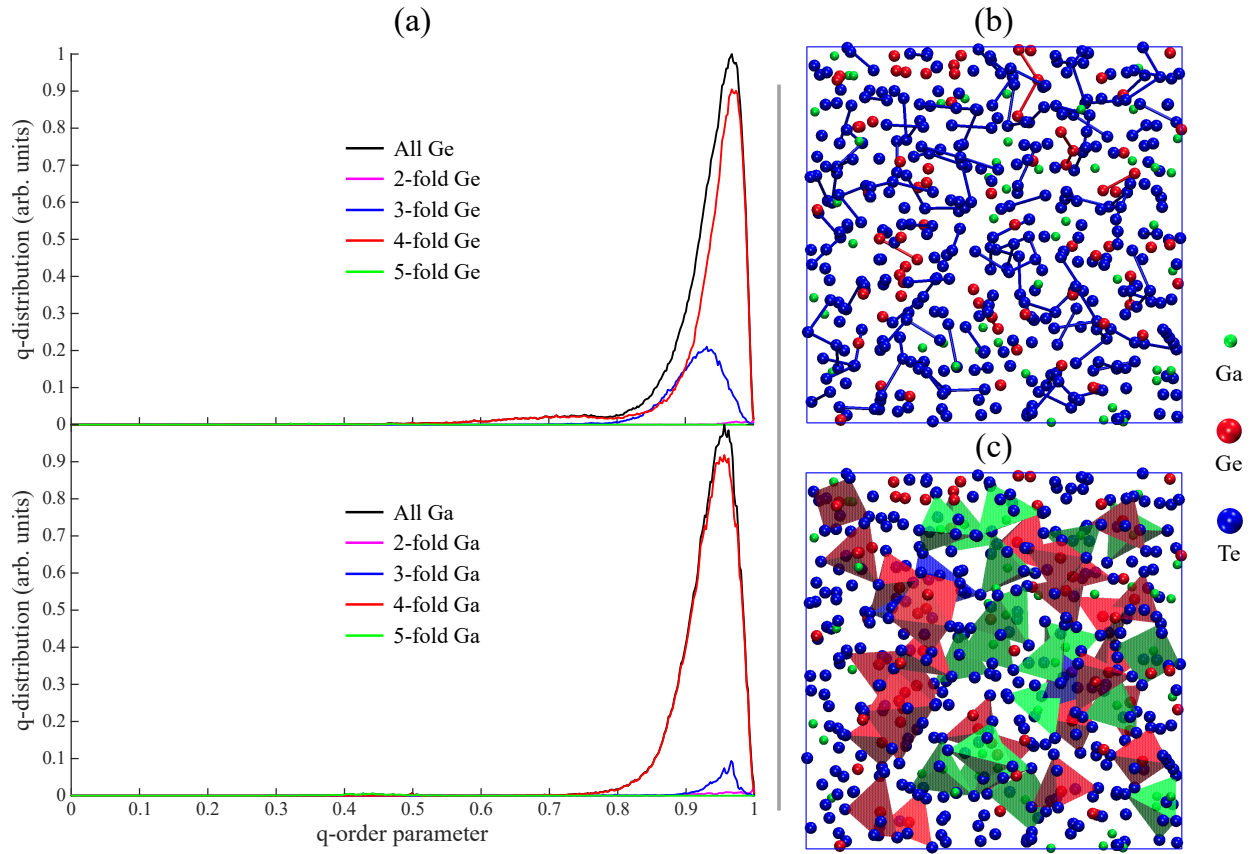 (a)
q-distribution (arb. units)
1
0.9
0.8
0.7
0.6
0.5
0.4
0.3
0.2
0.1
0
All Ge
2-fold Ge
3-fold Ge
4-fold Ge
5-fold Ge
q-distribution (arb. units)
0.9
0.8
0.7
0.6
0.5
0.4
0.3
0.2
0.1
0
All Ga
2-fold Ga
3-fold Ga
4-fold Ga
5-fold Ga
0 0.1 0.2 0.3 0.4 0.5 0.6 0.7 0.8 0.9 1
q-order parameter
(b)
(c)
Ga
Ge
Te